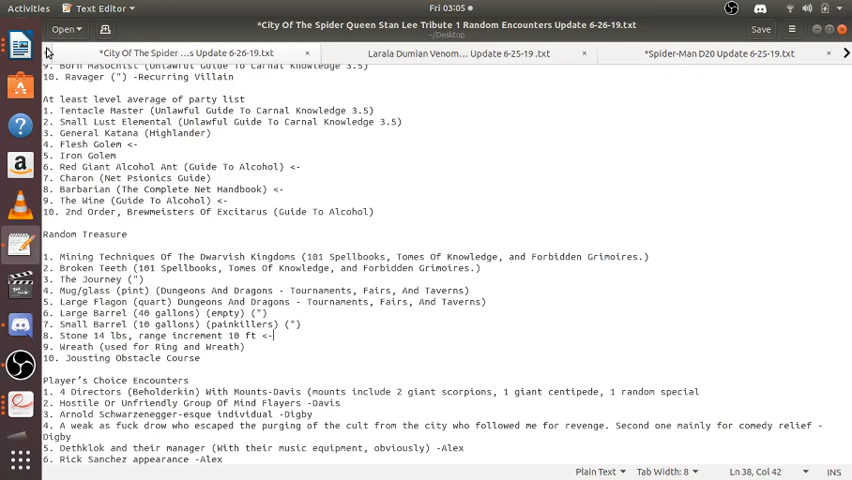 Activities
Text Editor
Fri 03:05
Open
*City Of The Spider Queen Stan Lee Tribute 1 Random Encounters Update 6-26-19.txt
~/Desktop
Save
*City Of The Spider ...s Update 6-26-19.txt
Larala Dumian Venom... Update 6-25-19 .txt
*Spider-Man D20 Update 6-25-19.txt
9. Born Masochist (Unlawful Guide To Carnal Knowledge 3.5)
10. Ravager (") -Recurring Villain
At least level average of party list
1. Tentacle Master (Unlawful Guide To Carnal Knowledge 3.5)
2. Small Lust Elemental (Unlawful Guide To Carnal Knowledge 3.5)
3. General Katana (Highlander)
4. Flesh Golem <-
5. Iron Golem
6. Red Giant Alcohol Ant (Guide To Alcohol) <-
7. Charon (Net Psionics Guide)
8. Barbarian (The Complete Net Handbook) <-
9. The Wine (Guide To Alcohol) <-
10. 2nd Order, Brewmeisters Of Excitarus (Guide To Alcohol)
Random Treasure
1. Mining Techniques Of The Dwarvish Kingdoms (101 Spellbooks, Tomes Of Knowledge, and Forbidden Grimoires.)
2. Broken Teeth (101 Spellbooks, Tomes Of Knowledge, and Forbidden Grimoires.)
3. The Journey (")
4. Mug/glass (pint) (Dungeons And Dragons - Tournaments, Fairs, And Taverns)
5. Large Flagon (quart) Dungeons And Dragons - Tournaments, Fairs, And Taverns)
6. Large Barrel (40 gallons) (empty) (")
7. Small Barrel (10 gallons) (painkillers) (")
8. Stone 14 lbs, range increment 10 ft <-
9. Wreath (used for Ring and Wreath)
10. Jousting Obstacle Course
Player's Choice Encounters
1. 4 Directors (Beholderkin) With Mounts-Davis (mounts include 2 giant scorpions, 1 giant centipede, 1 random special
2. Hostile Or Unfriendly Group Of Mind Flayers -Davis
3. Arnold Schwarzenegger-esque individual -Digby
4. A weak as fuck drow who escaped the purging of the cult from the city who followed me for revenge. Second one mainly for comedy relief -
Digby
5. Dethklok and their manager (With their music equipment, obviously) -Alex
6. Rick Sanchez appearance -Alex
Plain Text
Tab Width: 8
Ln 38, Col 42
INS